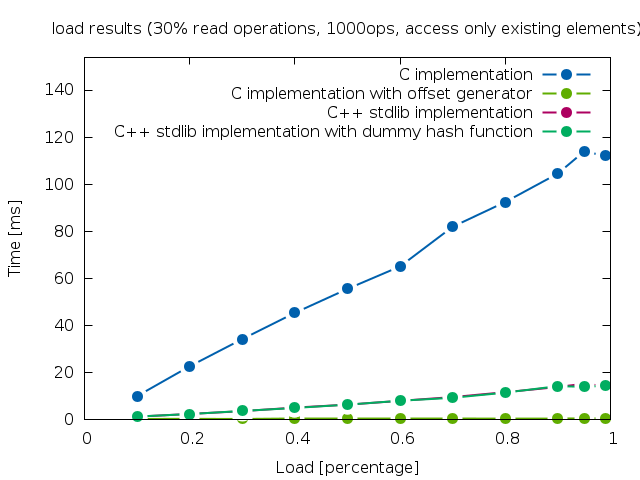 load results (30% read operations, 1000ops, access only existing elements)
C implementation
C implementation with offset generator
C++ stdlib implementation
C++ stdlib implementation with dummy hash function
140
120
100
80
60
40
20
0
Time [ms]
0 0.2 0.4 0.6 0.8 1
Load [percentage]